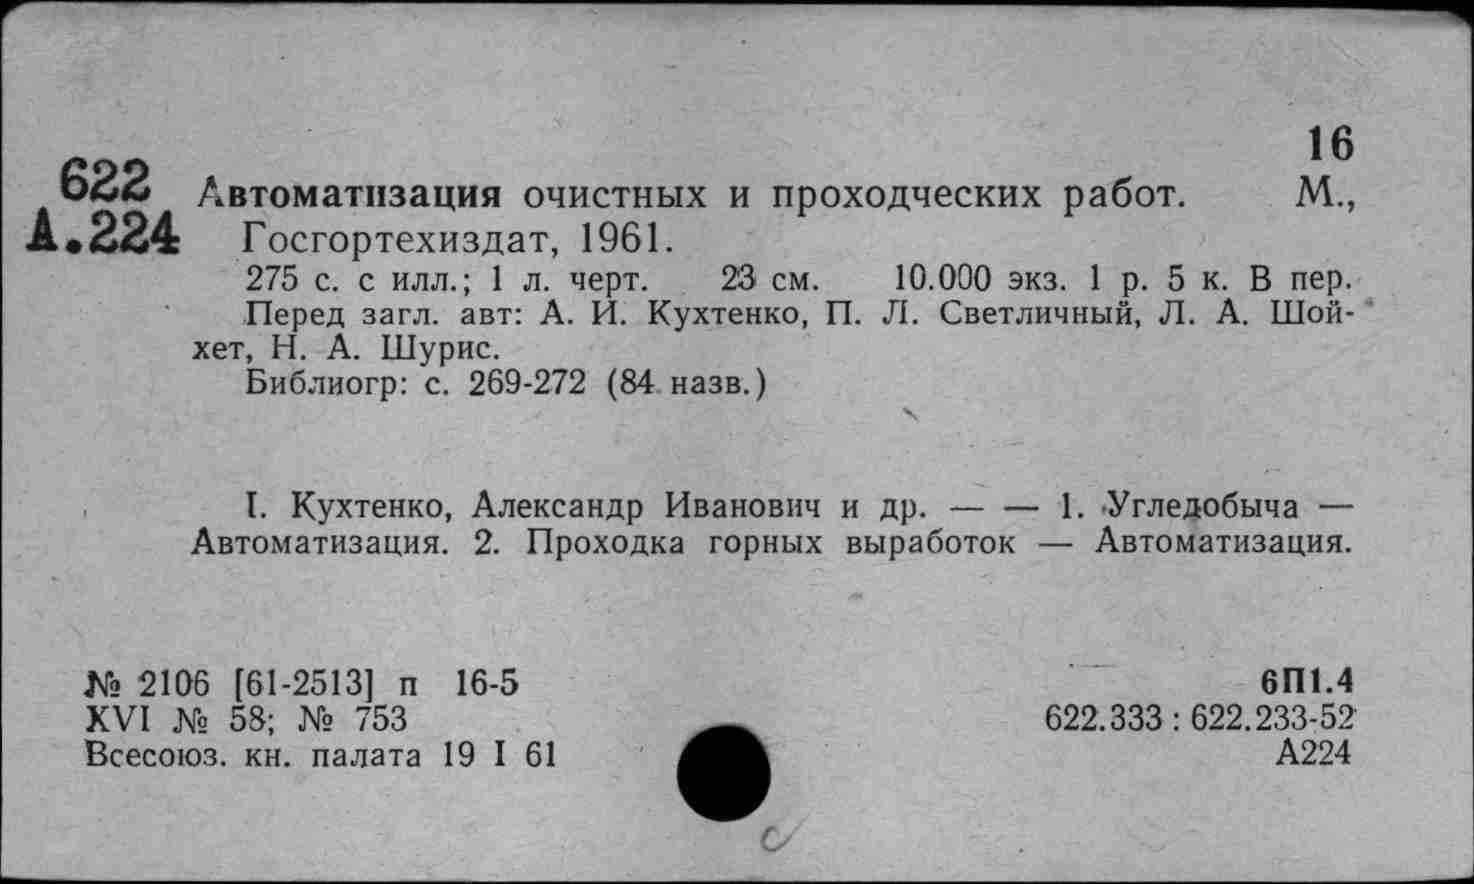 16
622 Автоматизация очистных и проходческих работ. М.,
А.224 Госгортехиздат, 1961.
275 с. с илл.; 1 л. черт. 23 см. 10.000 экз. 1 р. 5 к. В пер.
Перед загл. авт: А. И. Кухтенко, П. Л. Светличный, Л. А. Шой-
хет, Н. А. Шурис.
Библиогр: с. 269-272 (84 назв.)
I. Кухтенко, Александр Иванович и др. — — 1. Угледобыча —
Автоматизация. 2. Проходка горных выработок — Автоматизация.
№ 2106 [61-2513] п 16-5
XVI № 58; № 753
Всесоюз. кн. палата 19 I 61
6П1.4
622.333 : 622.233-52
А224